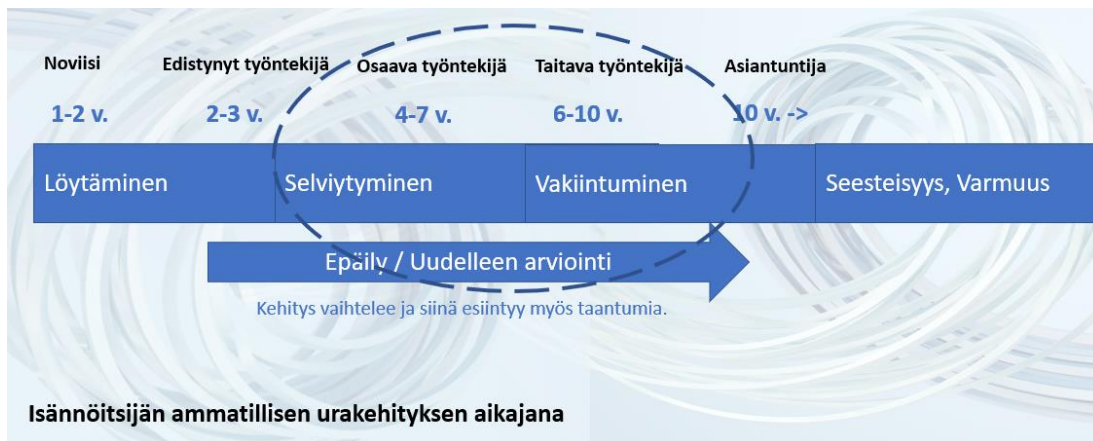 Noviisi Edistynyt työntekijä Osaava työntekijä Taitava työntekijä Asiantuntija
1-2 v. 2-3 v. 4-7 v. 6-10 v. 10 v. ->
Löytäminen Selviytyminen Vakiintuminen Seesteisyys, Varmuus
Epäily / Uudelleen arviointi
Kehitys vaihtelee ja siinä esiintyy myös taantumia.
Isännöitsijän ammatillisen urakehityksen aikajana